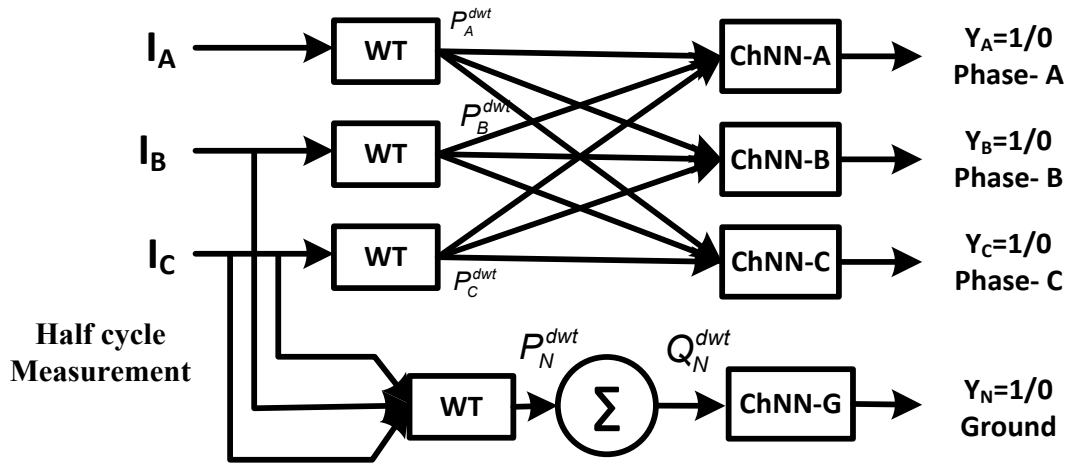 I_A WT P_A^{dwt} ChNN-A Y_A=1/0
Phase- A
I_B WT P_B^{dwt} ChNN-B Y_B=1/0
Phase- B
I_C WT P_C^{dwt} ChNN-C Y_C=1/0
Phase- C
Half cycle
Measurement
WT P_N^{dwt} Σ Q_N^{dwt} ChNN-G Y_N=1/0
Ground